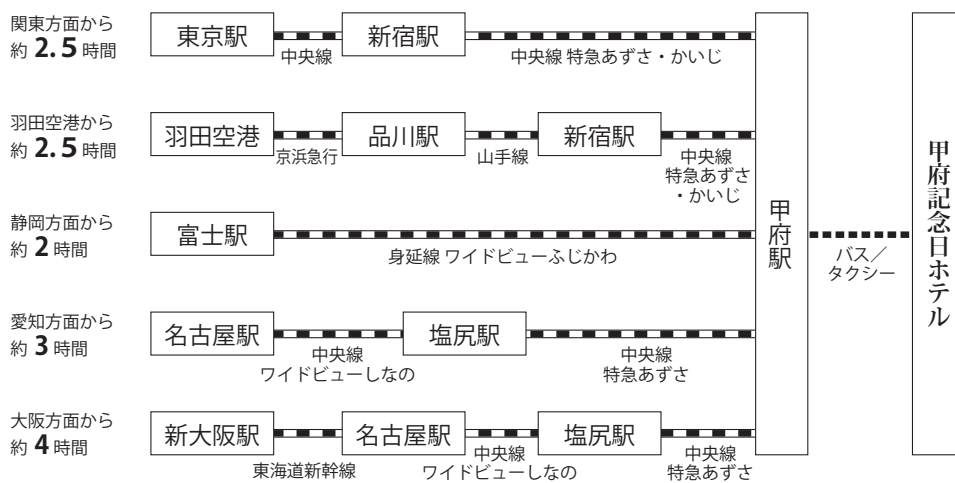 関東方面から
約 2.5 時間
東京駅
中央線
新宿駅
中央線 特急あずさ・かいじ
羽田空港から
約 2.5 時間
羽田空港
京浜急行
品川駅
山手線
新宿駅
中央線
特急あずさ
・かいじ
静岡方面から
約 2 時間
富士駅
身延線 ワイドビューふじかわ
愛知方面から
約 3 時間
名古屋駅
中央線
ワイドビューしなの
塩尻駅
中央線
特急あずさ
大阪方面から
約 4 時間
新大阪駅
東海道新幹線
名古屋駅
中央線
ワイドビューしなの
塩尻駅
中央線
特急あずさ
甲府駅
バス／
タクシー
甲府記念日ホテル